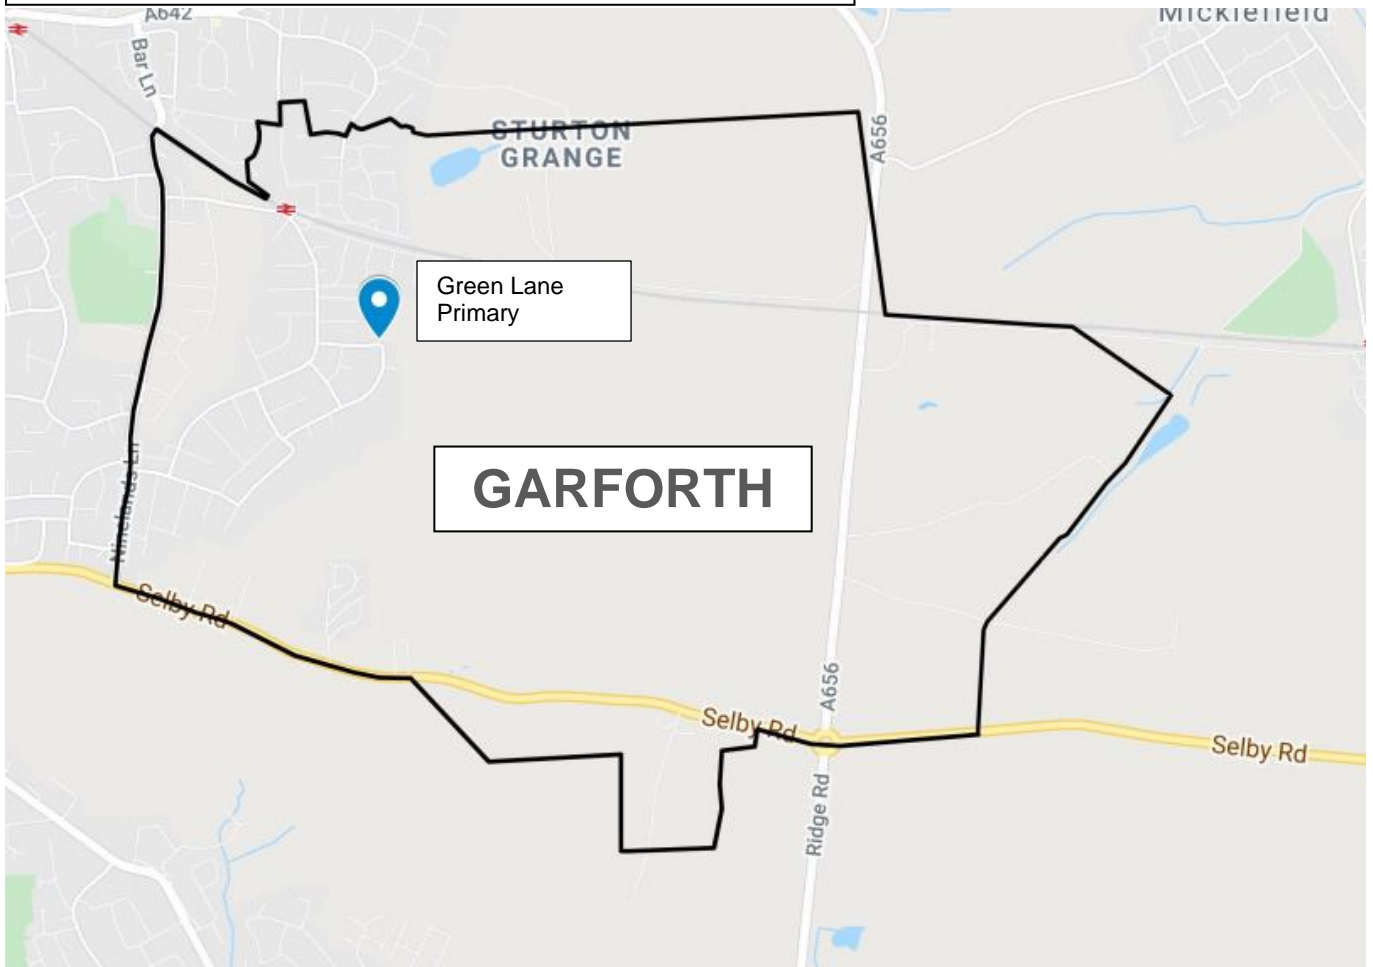 A642
Micklefield
Bar Ln
A656
STURTON
GRANGE
Green Lane
Primary
GARFORTH
Ninelands Ln
Selby Rd
A656
Selby Rd
Selby Rd
Ridge Rd